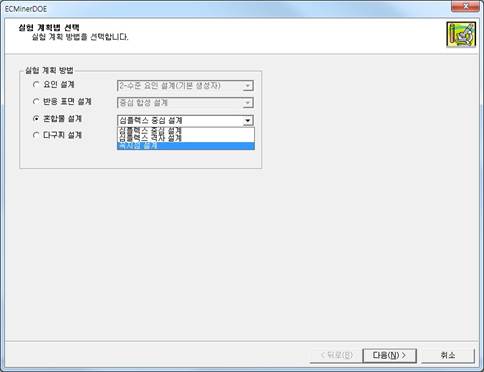 ECMinerDOE
실험 계획법 선택
실험 계획 방법을 선택합니다.
실험 계획 방법
요인 설계
2-수준 요인 설계(기본 생성자)
반응 표면 설계
중심 합성 설계
혼합물 설계
심플렉스 중심 설계
심플렉스 중심 설계
심플렉스 격자 설계
꼭지점 설계
다구찌 설계
< 뒤로(B)
다음(N) >
취소